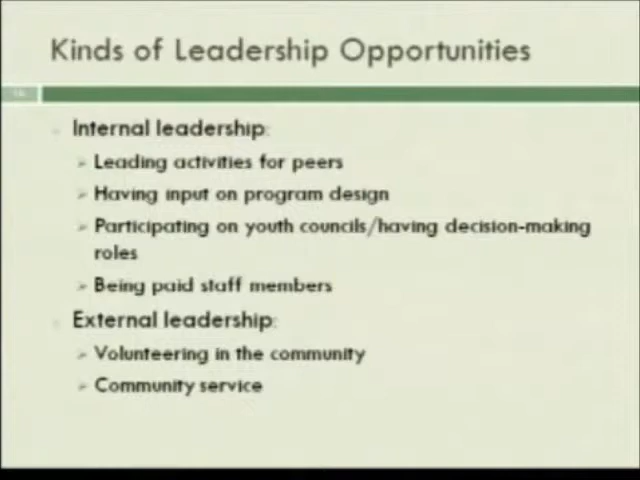 Kinds of Leadership Opportunities
Internal leadership:
Leading activities for peers
Having input on program design
Participating on youth councils/having decision-making
roles
Being paid staff members
External leadership:
Volunteering in the community
Community service